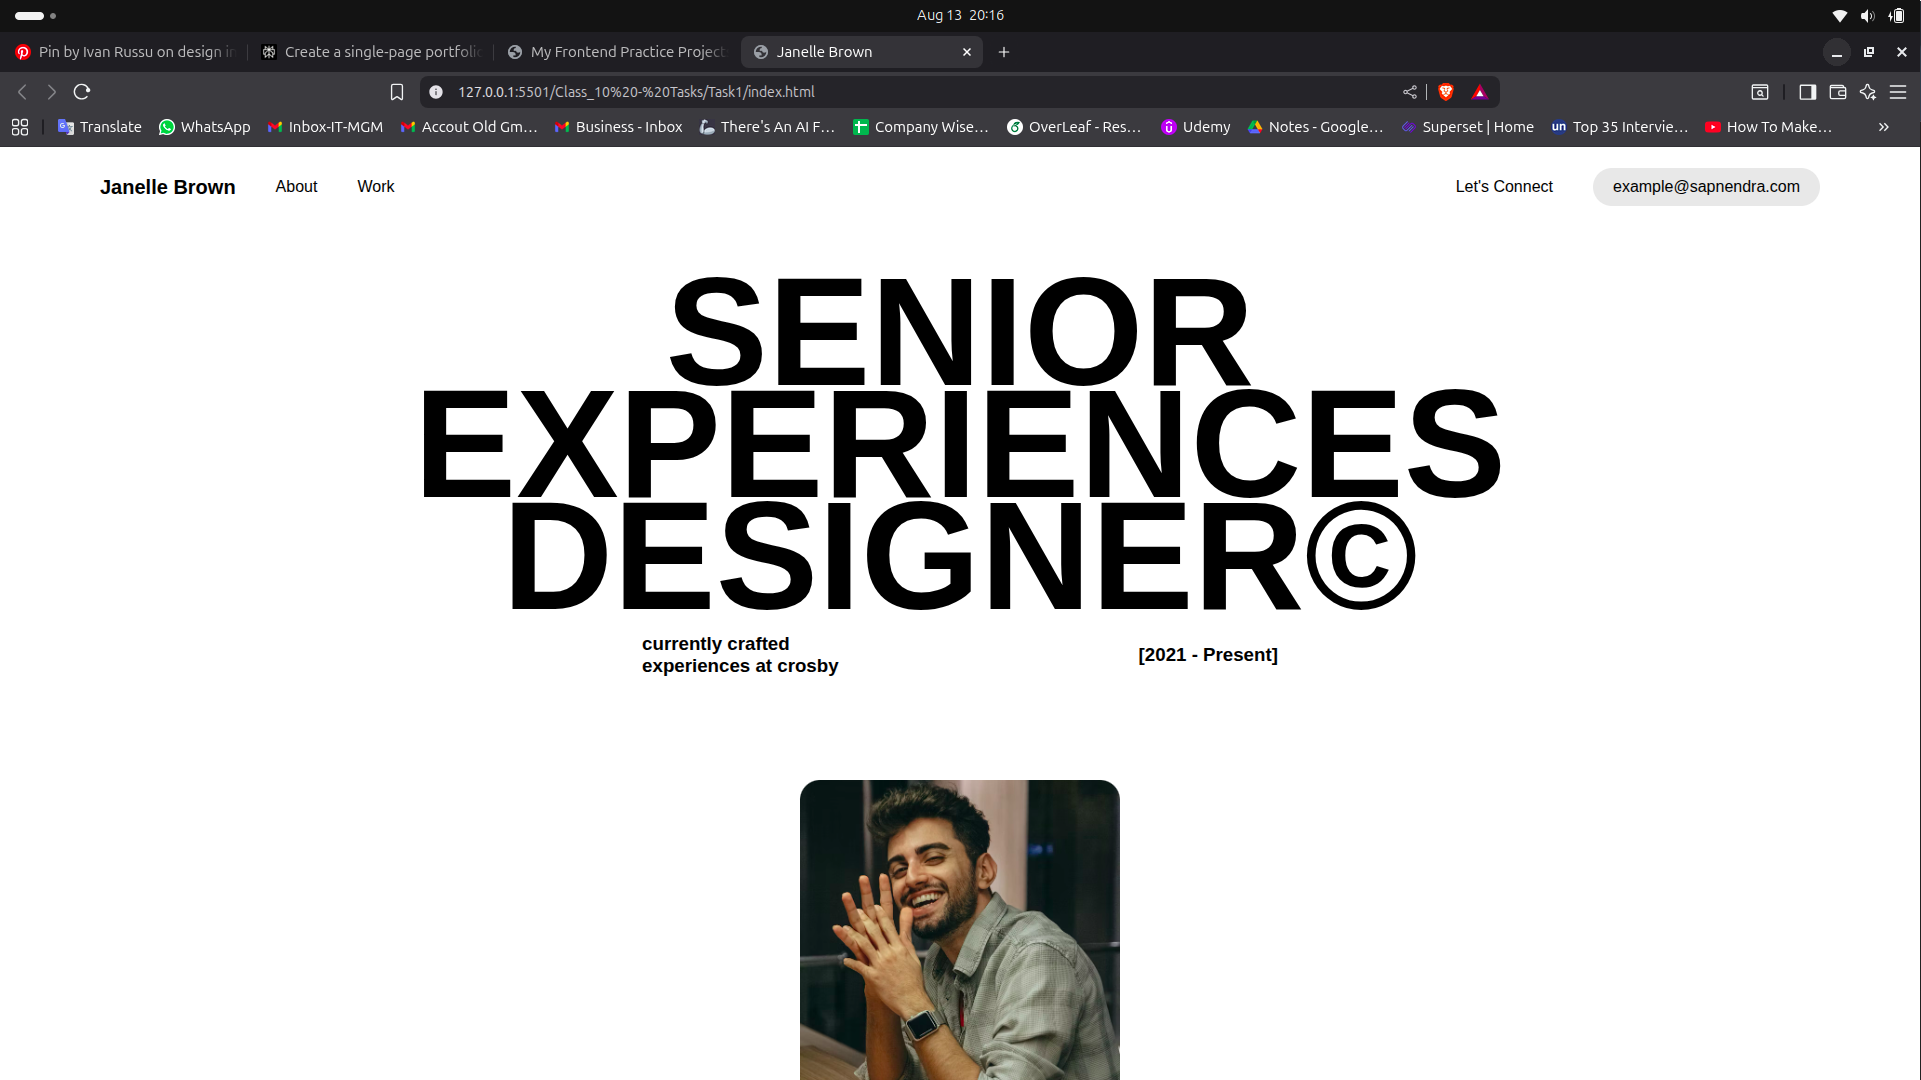 Aug 13 20:16
Pin by Ivan Russu on design in
Create a single-page portfolio
My Frontend Practice Project
Janelle Brown
127.0.0.1:5501/Class_10%20-%20Tasks/Task1/index.html
Translate
WhatsApp
Inbox-IT-MGM
Accout Old Gm...
Business - Inbox
There's An AI F...
Company Wise...
OverLeaf - Res...
Udemy
Notes - Google...
Superset | Home
un Top 35 Intervie...
How To Make...
Janelle Brown
About
Work
Let's Connect
example@sapnendra.com
SENIOR
EXPERIENCES
DESIGNER©
currently crafted
experiences at crosby
[2021 - Present]